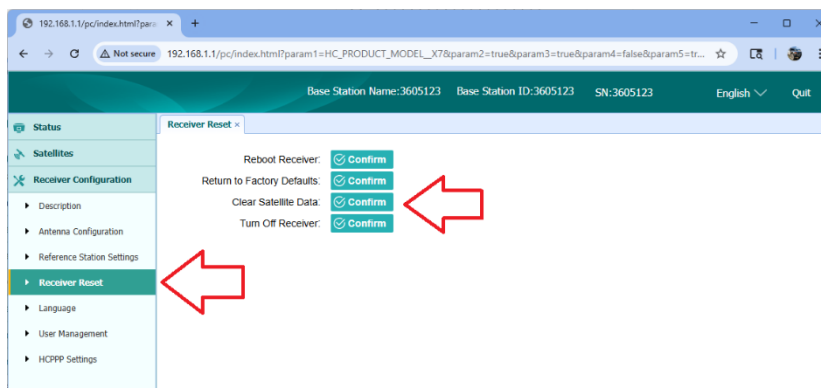 192.168.1.1/pc/index.html?para
Not secure 192.168.1.1/pc/index.html?param1=HC_PRODUCT_MODEL__X7&param2=true&param3=true&param4=false&param5=tr...
Base Station Name:3605123 Base Station ID:3605123 SN:3605123 English Quit
Status
Receiver Reset ×
Satellites
Receiver Configuration
Description
Antenna Configuration
Reference Station Settings
Receiver Reset
Language
User Management
HCPPP Settings
Reboot Receiver: Confirm
Return to Factory Defaults: Confirm
Clear Satellite Data: Confirm
Turn Off Receiver: Confirm